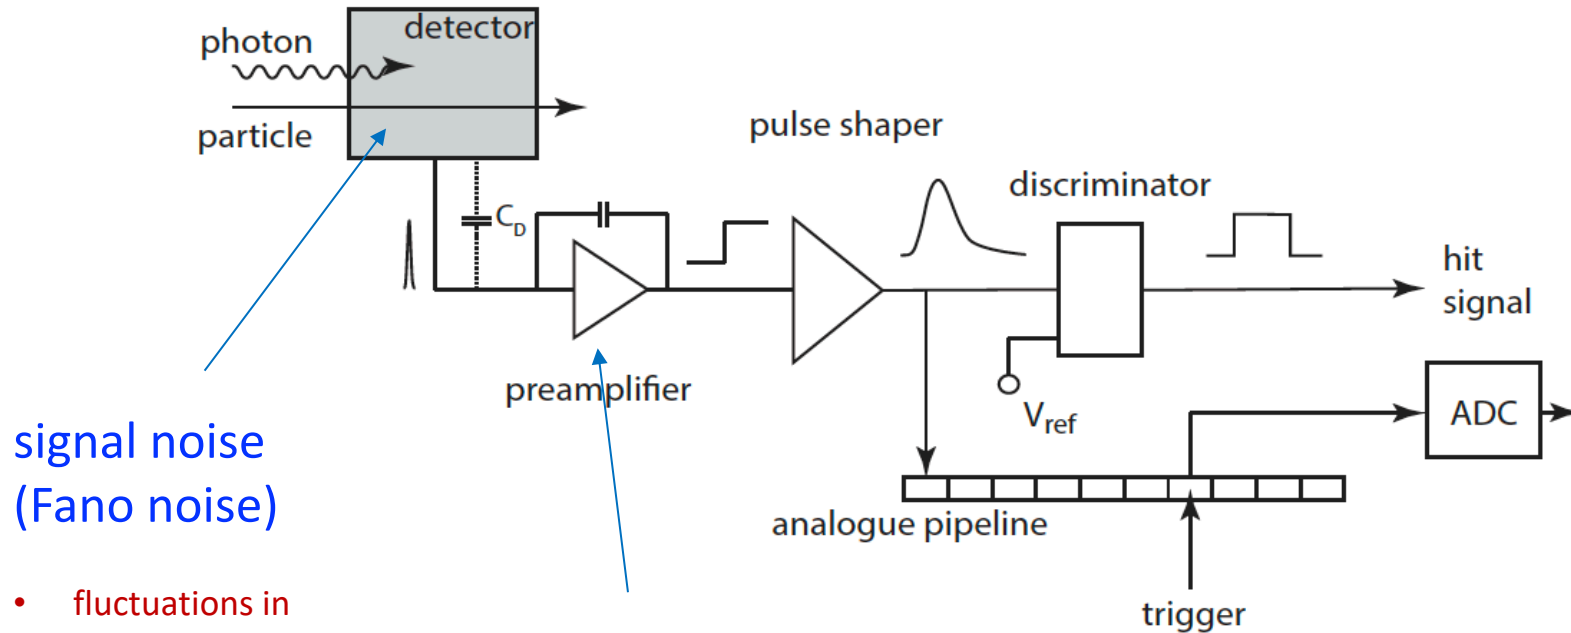 detector
photon
particle
pulse shaper
discriminator
C_D
hit
signal
preamplifier
V_ref
ADC
signal noise
(Fano noise)
analogue pipeline
• fluctuations in
trigger